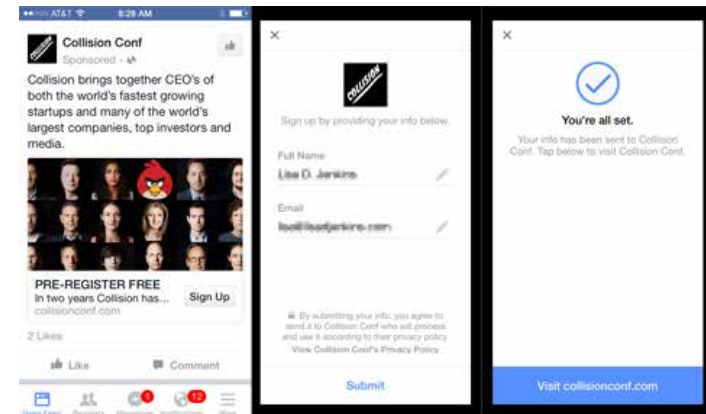 AT&T 8:28 AM
Collision Conf
Sponsored
Collision brings together CEO's of
both the world's fastest growing
startups and many of the world's
largest companies, top investors and
media.
PRE-REGISTER FREE
In two years Collision has...
Sign Up
collisionconf.com
2 Likes
Like Comment
1 12
News Feed Requests Messenger Notifications More
COLLISION
Sign up by providing your info below.
Full Name
Email
By submitting your info, you agree to
send it to Collision Conf who will process
and use it according to their privacy policy.
View Collision Conf's Privacy Policy
Submit
You're all set.
Your info has been sent to Collision
Conf. Tap below to visit Collision Conf.
Visit collisionconf.com